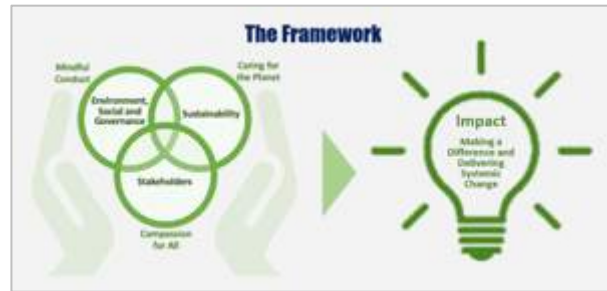 The Framework
Mindful
Conduct
Caring for
the Planet
Environment,
Social and
Governance
Sustainability
Stakeholders
Compassion
for All
Impact
Making a
Difference and
Delivering
Systemic
Change